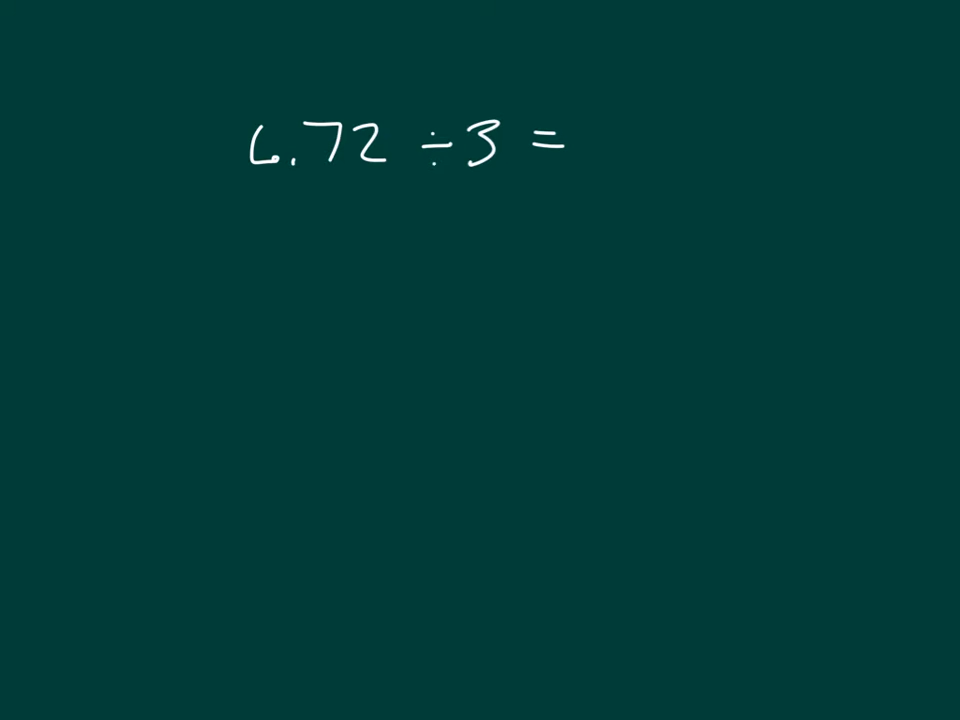 6.72 ÷ 3 =